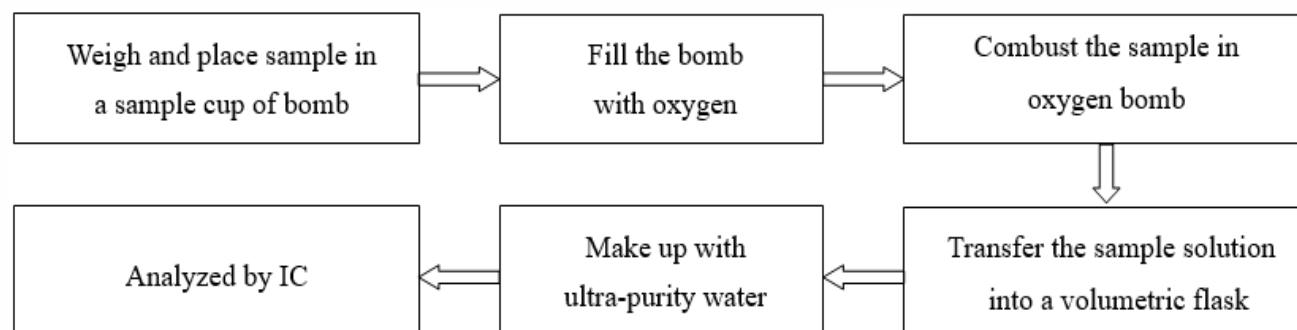 Weigh and place sample in
a sample cup of bomb
Fill the bomb
with oxygen
Combust the sample in
oxygen bomb
Transfer the sample solution
into a volumetric flask
Make up with
ultra-purity water
Analyzed by IC